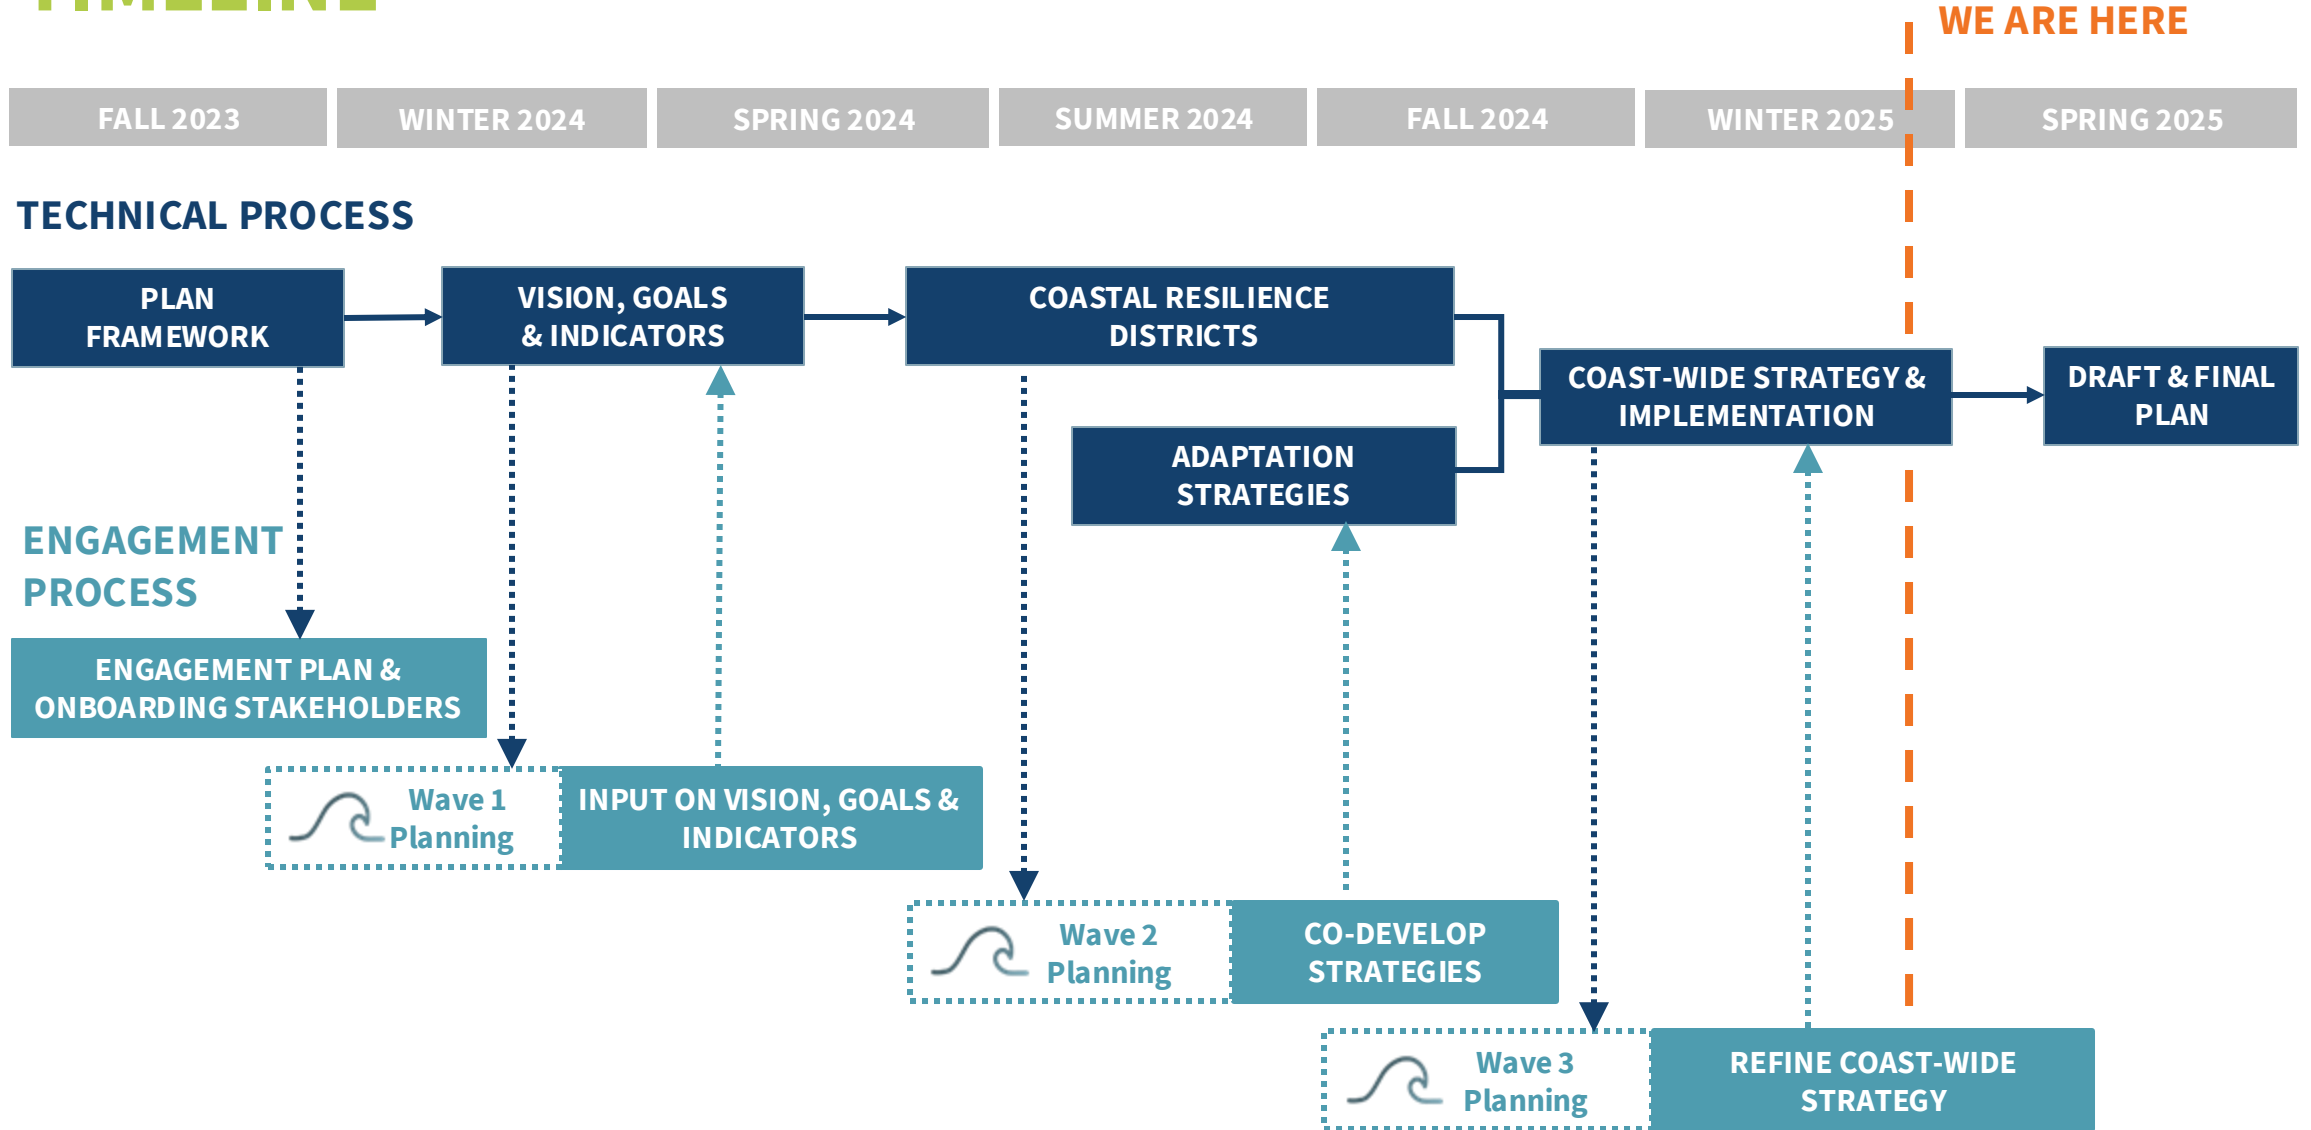 TIMELINE
WE ARE HERE
FALL 2023
WINTER 2024
SPRING 2024
SUMMER 2024
FALL 2024
WINTER 2025
SPRING 2025
TECHNICAL PROCESS
PLAN
FRAMEWORK
VISION, GOALS
& INDICATORS
COASTAL RESILIENCE
DISTRICTS
ADAPTATION
STRATEGIES
COAST-WIDE STRATEGY &
IMPLEMENTATION
DRAFT & FINAL
PLAN
ENGAGEMENT
PROCESS
ENGAGEMENT PLAN &
ONBOARDING STAKEHOLDERS
Wave 1
Planning
INPUT ON VISION, GOALS &
INDICATORS
Wave 2
Planning
CO-DEVELOP
STRATEGIES
Wave 3
Planning
REFINE COAST-WIDE
STRATEGY